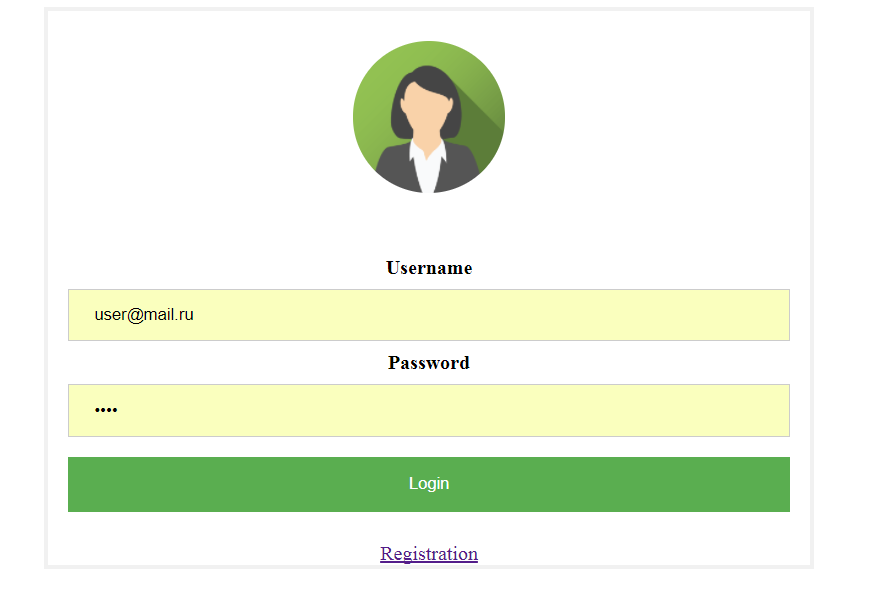 Username
user@mail.ru
Password
••••
Login
Registration